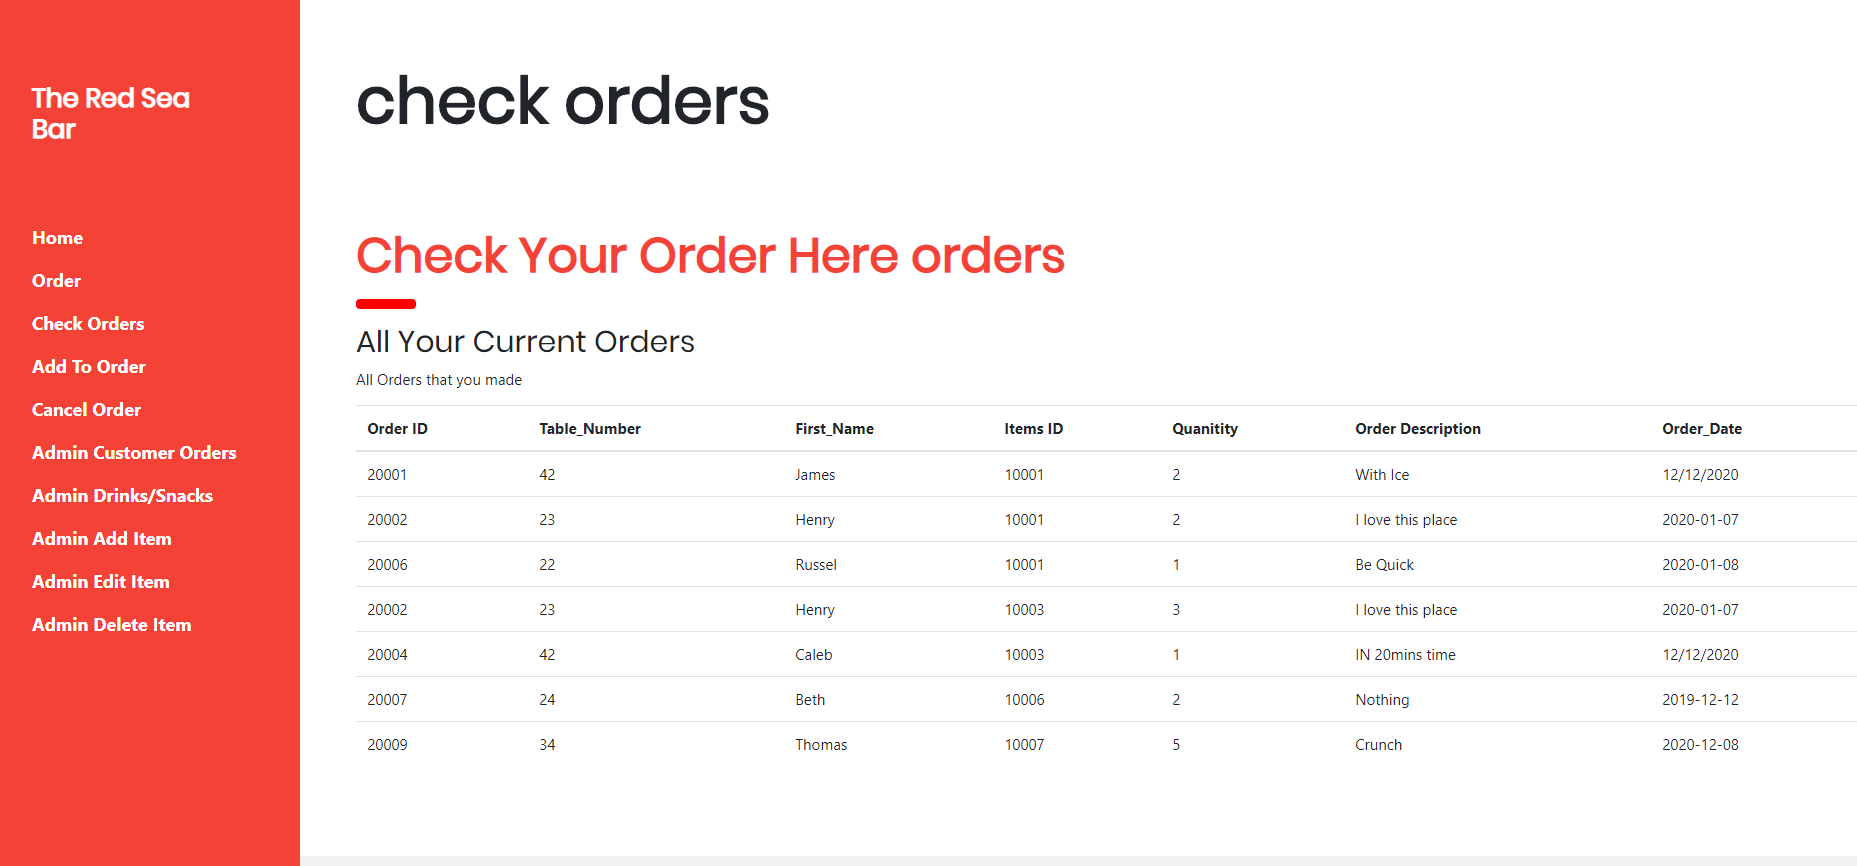 The Red Sea
Bar
Home
Order
Check Orders
Add To Order
Cancel Order
Admin Customer Orders
Admin Drinks/Snacks
Admin Add Item
Admin Edit Item
Admin Delete Item
check orders
Check Your Order Here orders
All Your Current Orders
All Orders that you made
Order ID Table_Number First_Name Items ID Quanitity Order Description Order_Date
20001 42 James 10001 2 With Ice 12/12/2020
20002 23 Henry 10001 2 I love this place 2020-01-07
20006 22 Russel 10001 1 Be Quick 2020-01-08
20002 23 Henry 10003 3 I love this place 2020-01-07
20004 42 Caleb 10003 1 IN 20mins time 12/12/2020
20007 24 Beth 10006 2 Nothing 2019-12-12
20009 34 Thomas 10007 5 Crunch 2020-12-08